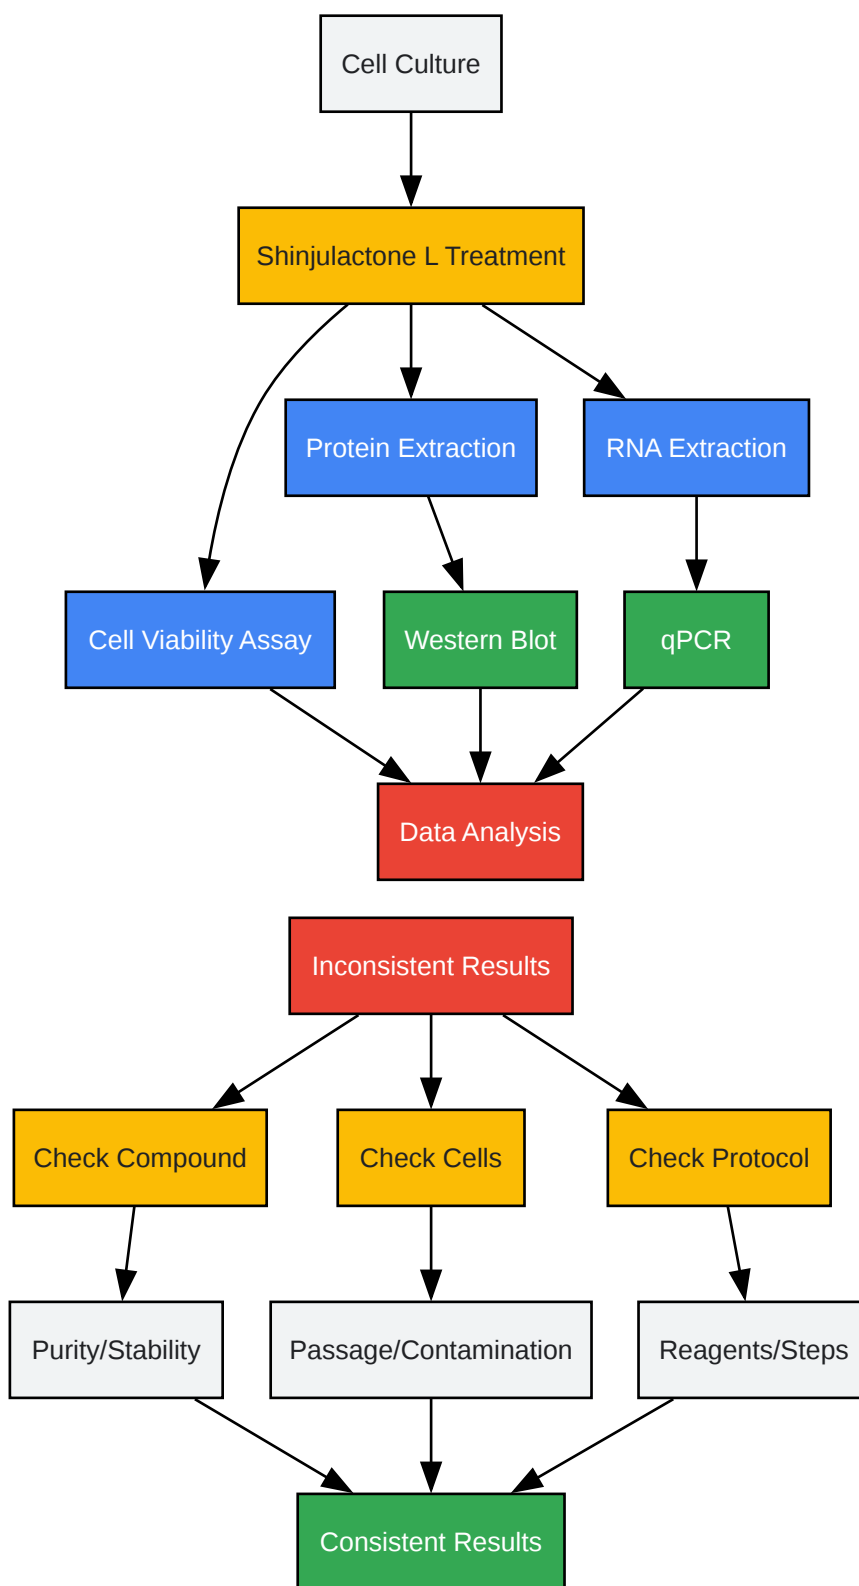 Cell Culture
Shinjulactone L Treatment
Protein Extraction
RNA Extraction
Cell Viability Assay
Western Blot
qPCR
Data Analysis
Inconsistent Results
Check Compound
Check Cells
Check Protocol
Purity/Stability
Passage/Contamination
Reagents/Steps
Consistent Results